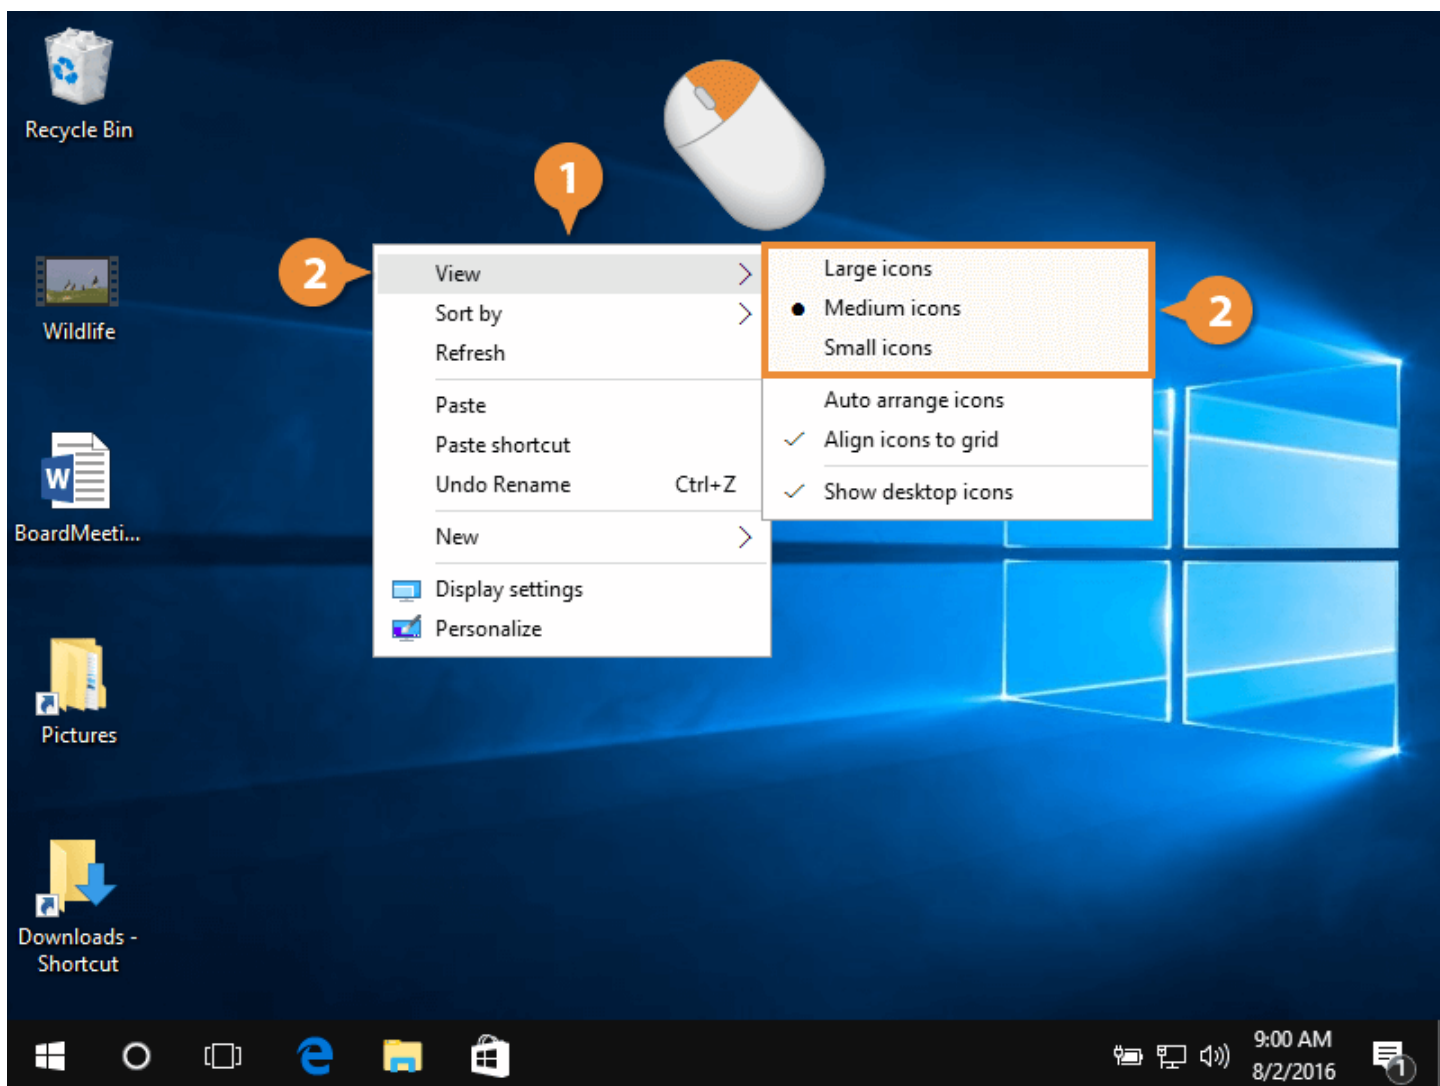 Recycle Bin
Wildlife
BoardMeeti...
Pictures
Downloads -
Shortcut
1
2
View
Sort by
Refresh
Paste
Paste shortcut
Undo Rename Ctrl+Z
New
Display settings
Personalize
Large icons
Medium icons
Small icons
2
Auto arrange icons
Align icons to grid
Show desktop icons
W
9:00 AM
8/2/2016
1